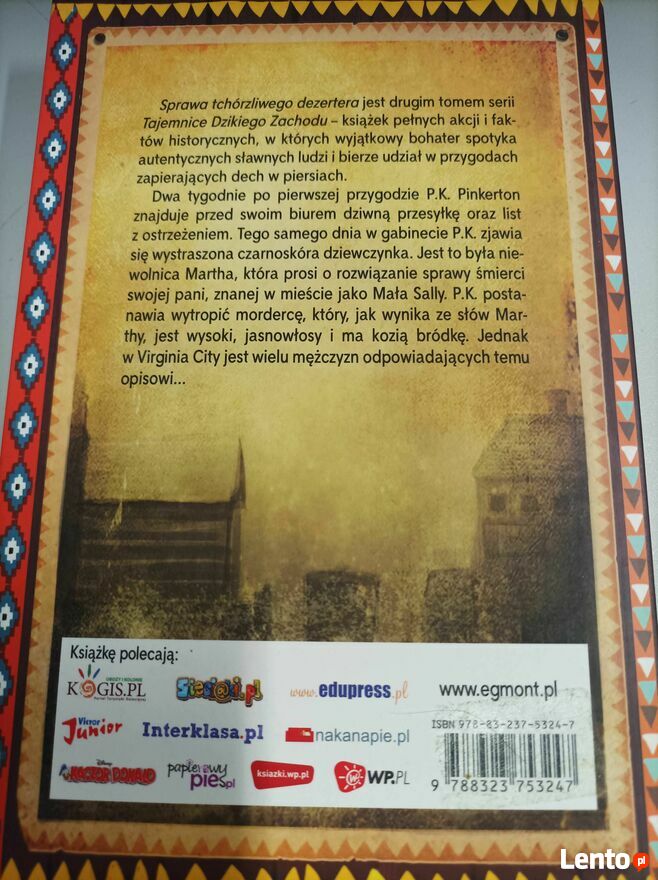 Sprawa tchórzliwego dezertera jest drugim tomem serii
Tajemnice Dzikiego Zachodu – książek pełnych akcji i fak-
tów historycznych, w których wyjątkowy bohater spotyka
autentycznych sławnych ludzi i bierze udział w przygodach
zapierających dech w piersiach.
Dwa tygodnie po pierwszej przygodzie P.K. Pinkerton
znajduje przed swoim biurem dziwną przesyłkę oraz list
z ostrzeżeniem. Tego samego dnia w gabinecie P.K. zjawia
się wystraszona czarnoskóra dziewczynka. Jest to była nie-
wolnica Martha, która prosi o rozwiązanie sprawy śmierci
swojej pani, znanej w mieście jako Mała Sally. P.K. posta-
nawia wytropić mordercę, który, jak wynika ze słów Mar-
thy, jest wysoki, jasnowłosy i ma kozią bródkę. Jednak
w Virginia City jest wielu mężczyzn odpowiadających temu
opisowi...
Książkę polecają:
OBOZY I KOLONIE
KOGIS.PL
Sieci@ki.pl
www.edupress.pl
www.egmont.pl
Victor
Junior
Interklasa.pl
nakanapie.pl
ISBN 978-83-237-5324-7
Disney
KACZOR DONALD
papierowy
pies.pl
ksiazki.wp.pl
WP.PL
9 788323 753247
Lento.pl